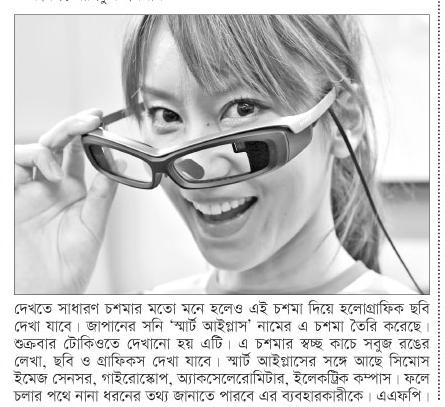 দেখতে সাধারণ চশমার মতো মনে হলেও এই চশমা দিয়ে হলোগ্রাফিক ছবি
দেখা যাবে। জাপানের সনি ‘স্মার্ট আইগ্লাস’ নামের এ চশমা তৈরি করেছে।
শুক্রবার টোকিওতে দেখানো হয় এটি। এ চশমার স্বচ্ছ কাচে সবুজ রঙের
লেখা, ছবি ও গ্রাফিকস দেখা যাবে। স্মার্ট আইগ্লাসের সঙ্গে আছে সিমোস
ইমেজ সেনসর, গাইরোস্কোপ, অ্যাকসেলেরোমিটার, ইলেকট্রিক কম্পাস। ফলে
চলার পথে নানা ধরনের তথ্য জানাতে পারবে এর ব্যবহারকারীকে। এএফপি।